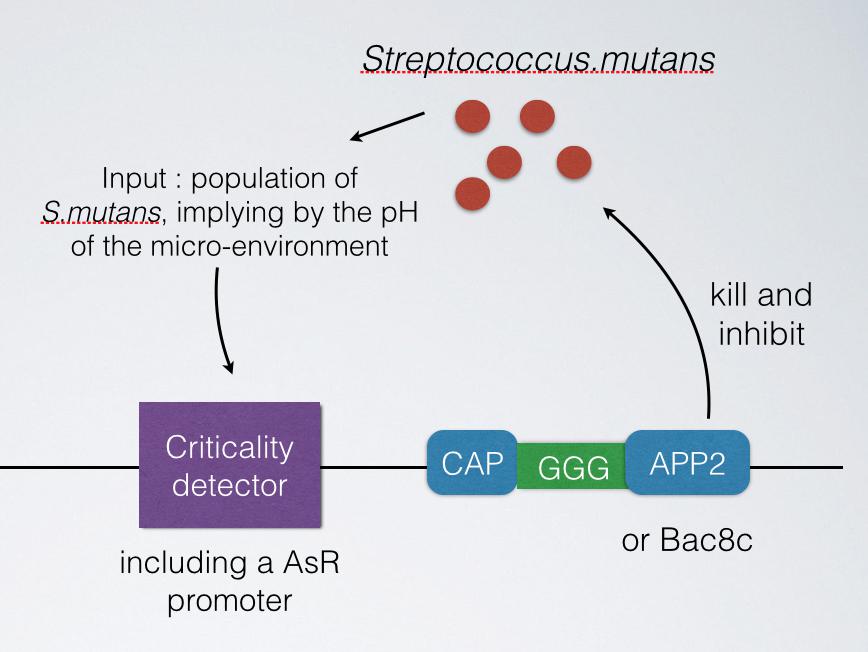 Streptococcus.mutans
Input : population of
S.mutans, implying by the pH
of the micro-environment
kill and
inhibit
Criticality
detector
CAP
GGG
APP2
including a AsR
promoter
or Bac8c